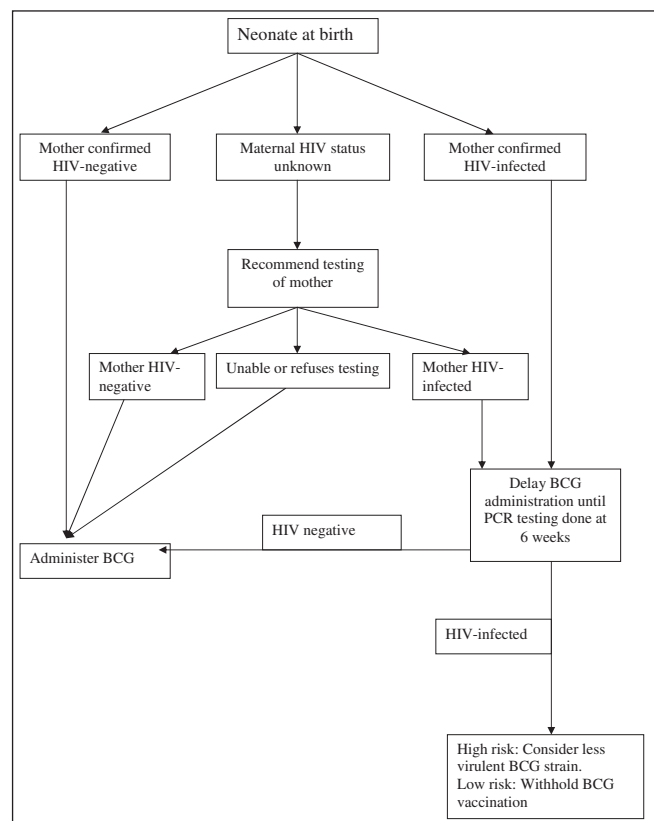 Neonate at birth
Mother confirmed
HIV-negative
Maternal HIV status
unknown
Mother confirmed
HIV-infected
Recommend testing
of mother
Mother HIV-
negative
Unable or refuses testing
Mother HIV-
infected
Delay BCG
administration until
PCR testing done at
6 weeks
HIV negative
Administer BCG
HIV-infected
High risk: Consider less
virulent BCG strain.
Low risk: Withhold BCG
vaccination